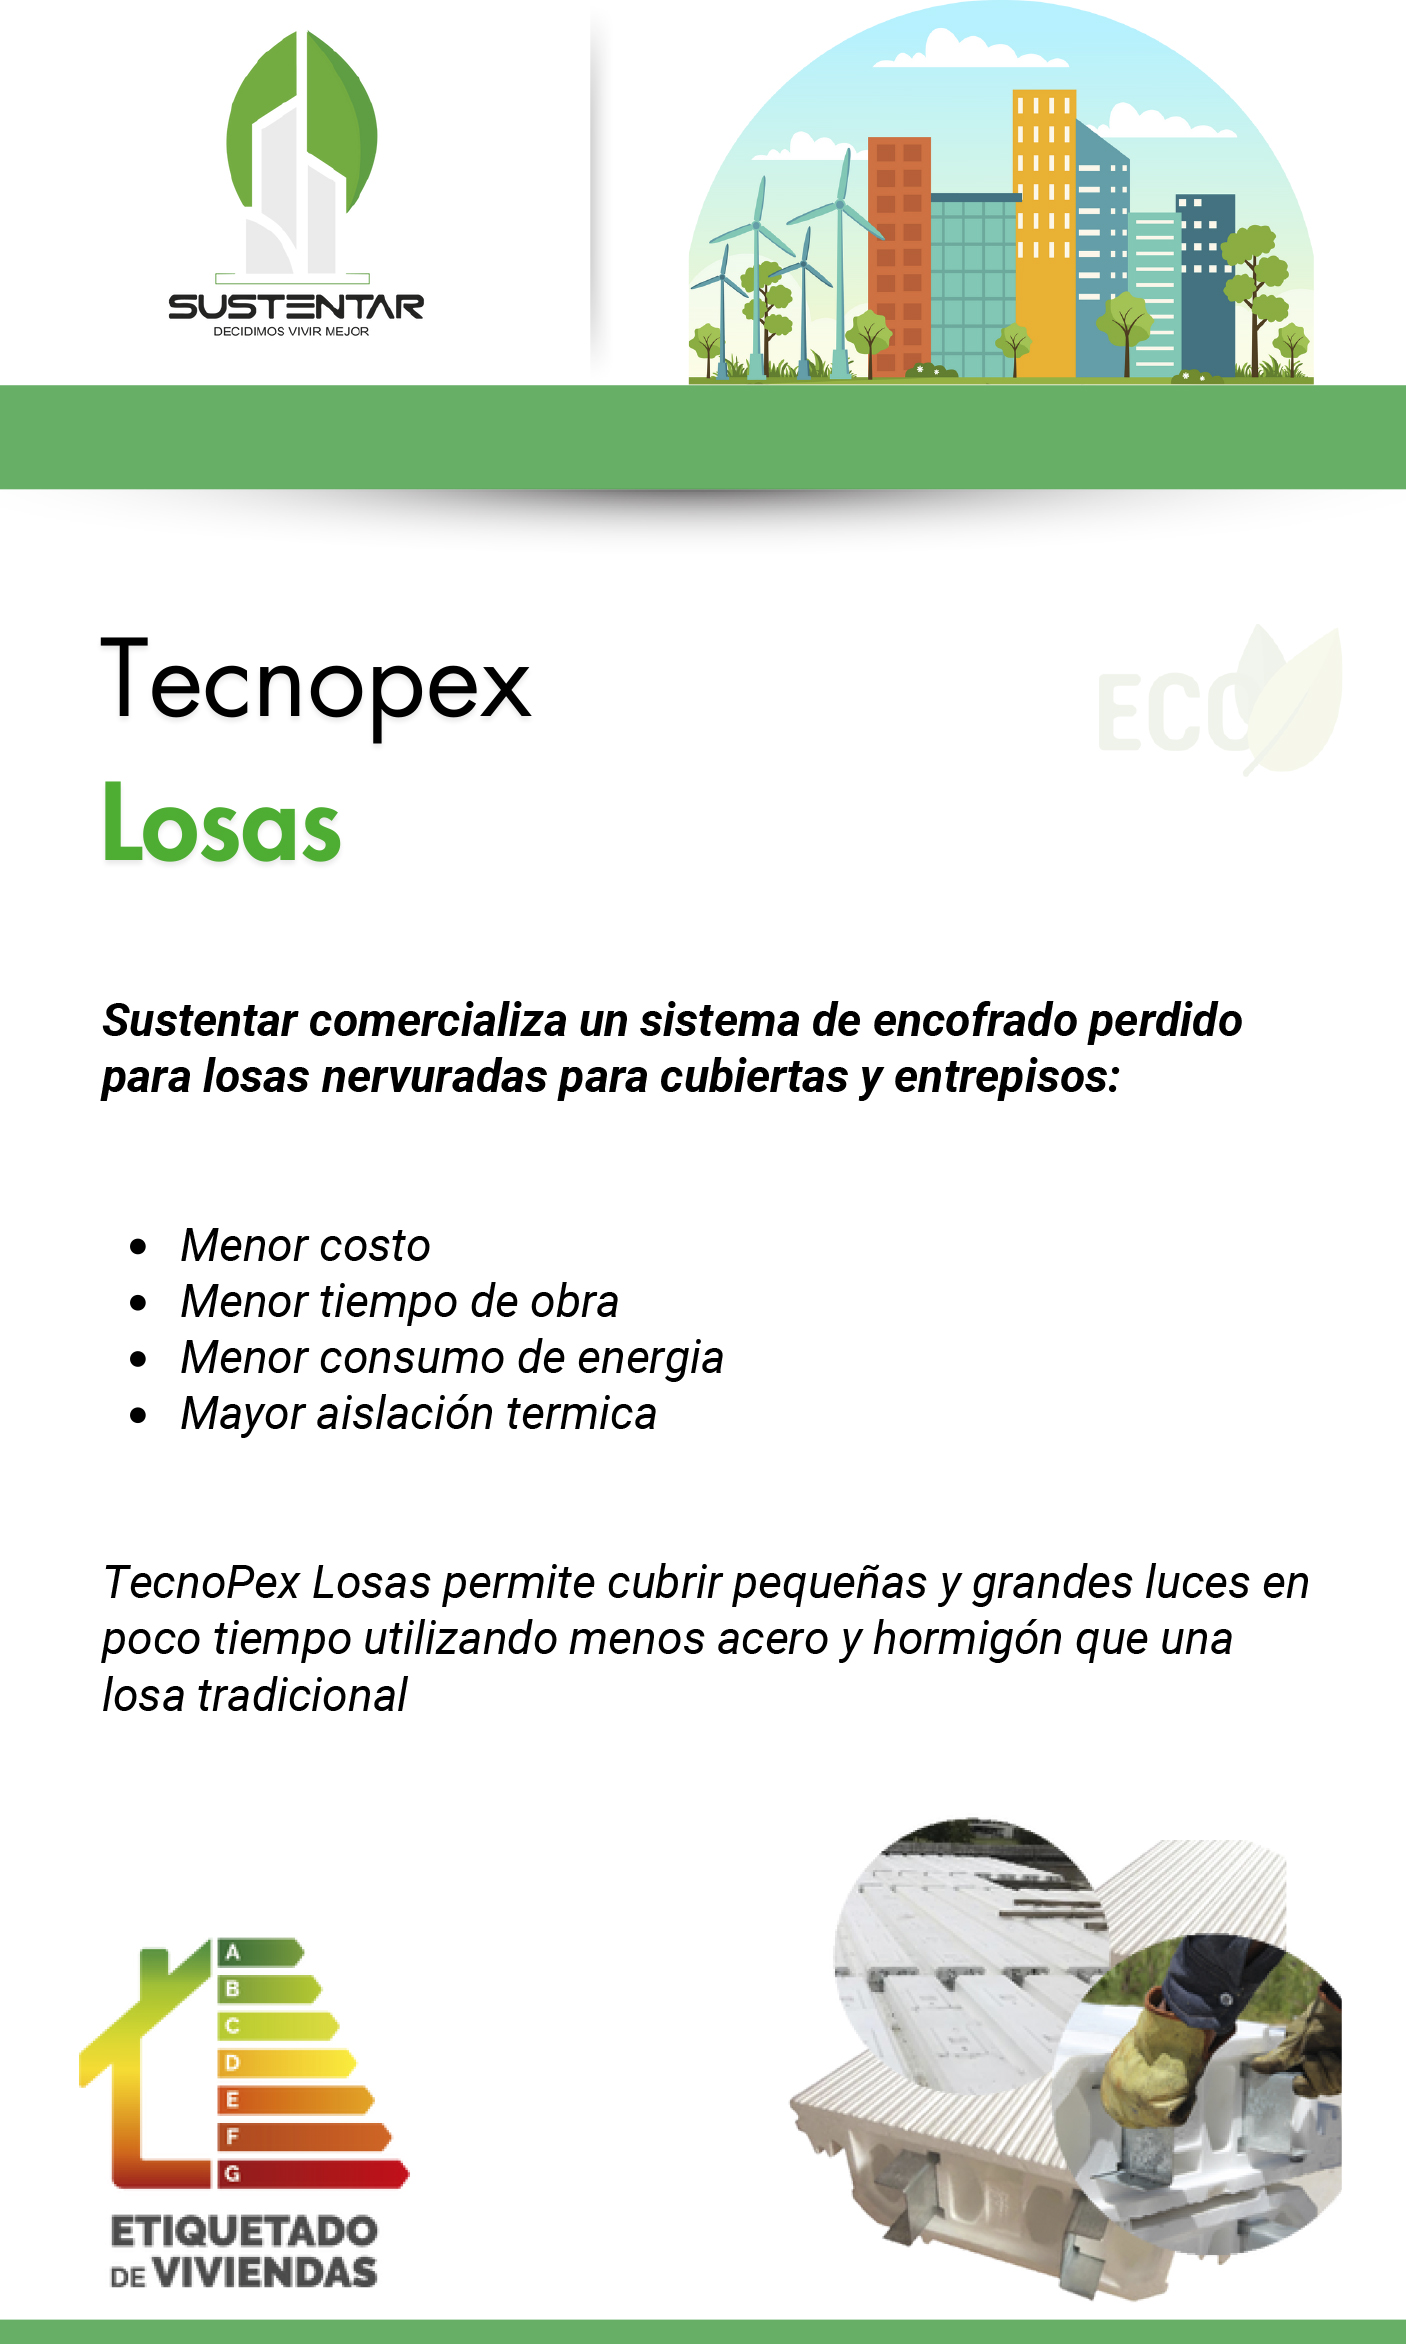 SUSTENTAR
DECIDIMOS VIVIR MEJOR
Tecnopex
ECO
Losas
Sustentar comercializa un sistema de encofrado perdido
para losas nervuradas para cubiertas y entrepisos:
• Menor costo
• Menor tiempo de obra
• Menor consumo de energia
• Mayor aislación termica
TecnoPex Losas permite cubrir pequeñas y grandes luces en
poco tiempo utilizando menos acero y hormigón que una
losa tradicional
A
B
C
D
E
F
G
ETIQUETADO
DE VIVIENDAS